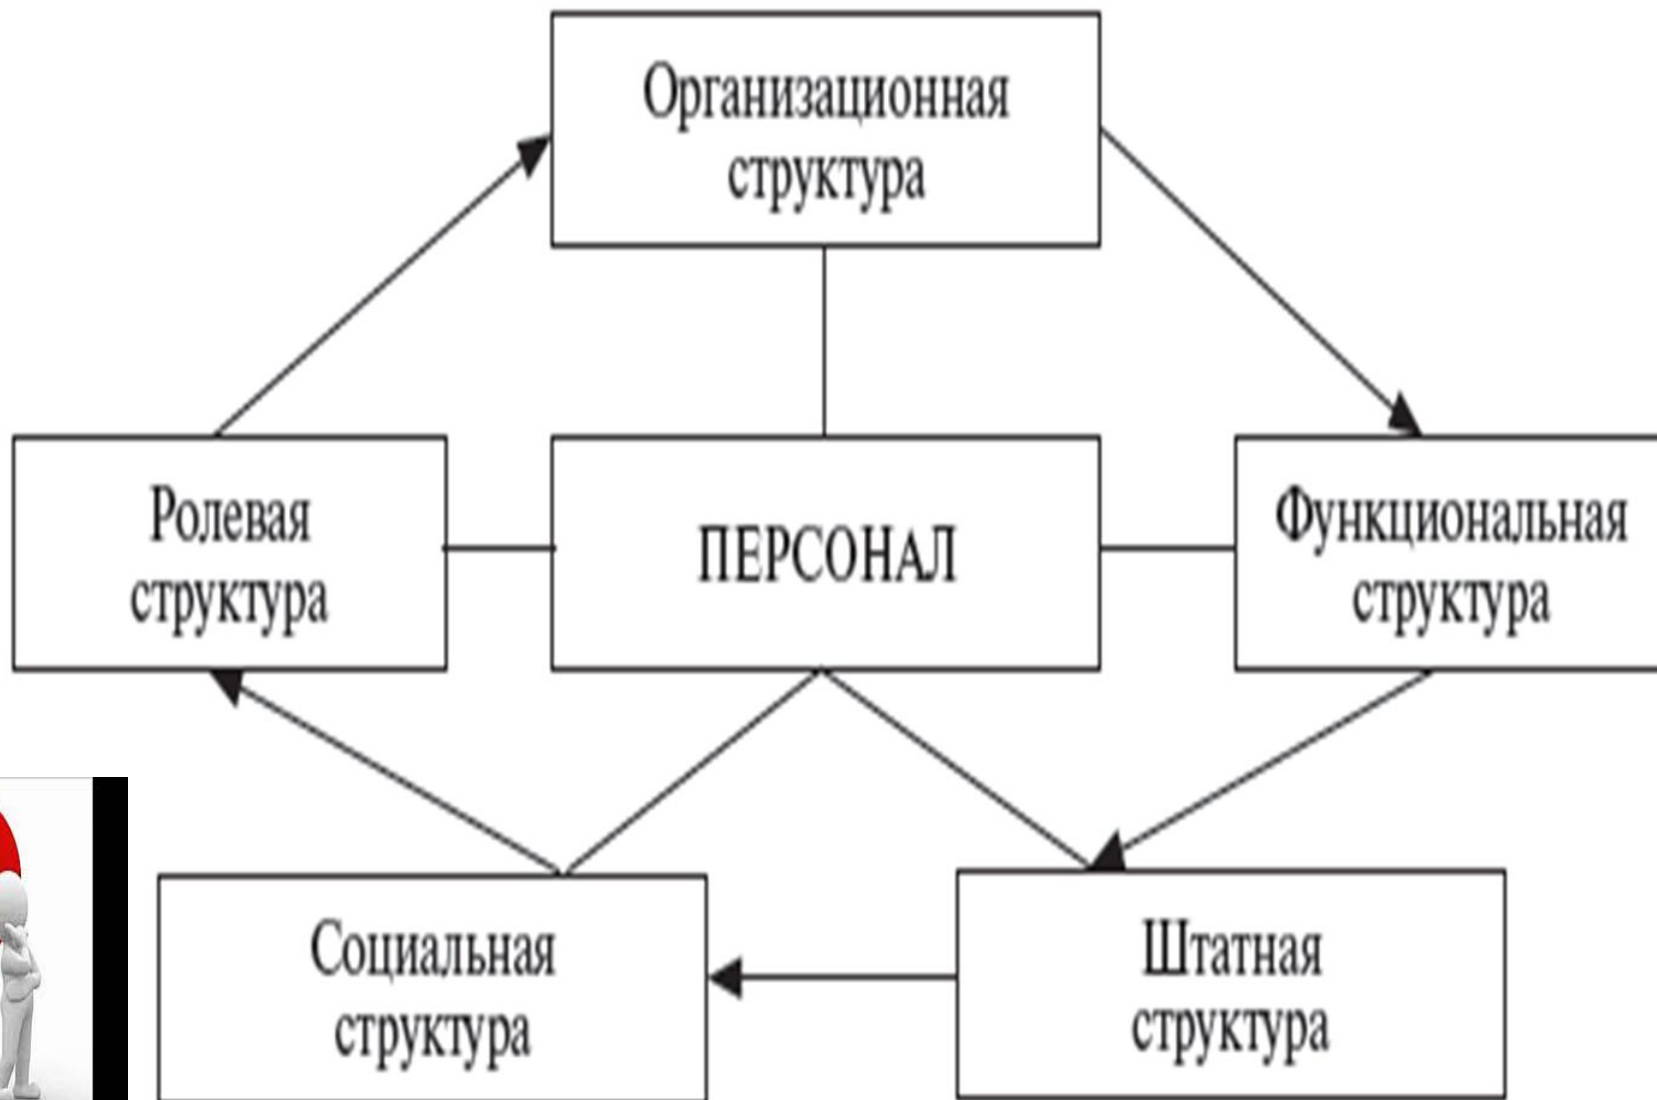 Организационная
структура
Ролевая
структура
ПЕРСОНАЛ
Функциональная
структура
Социальная
структура
Штатная
структура